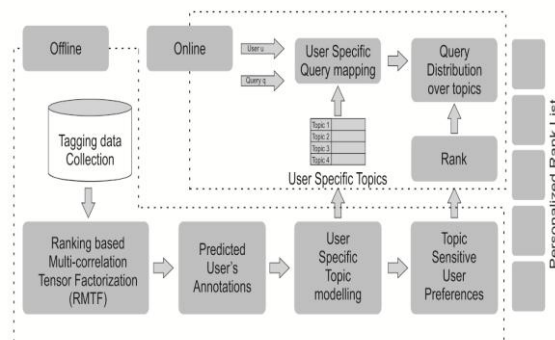 Offline
Online
User u
Query q
User Specific
Query mapping
Query
Distribution
over topics
Tagging data
Collection
Topic 1
Topic 2
Topic 3
Topic 4
User Specific Topics
Rank
Ranking based
Multi-correlation
Tensor Factorization
(RMTF)
Predicted
User's
Annotations
User
Specific
Topic
modelling
Topic
Sensitive
User
Preferences
Personalized Rank List